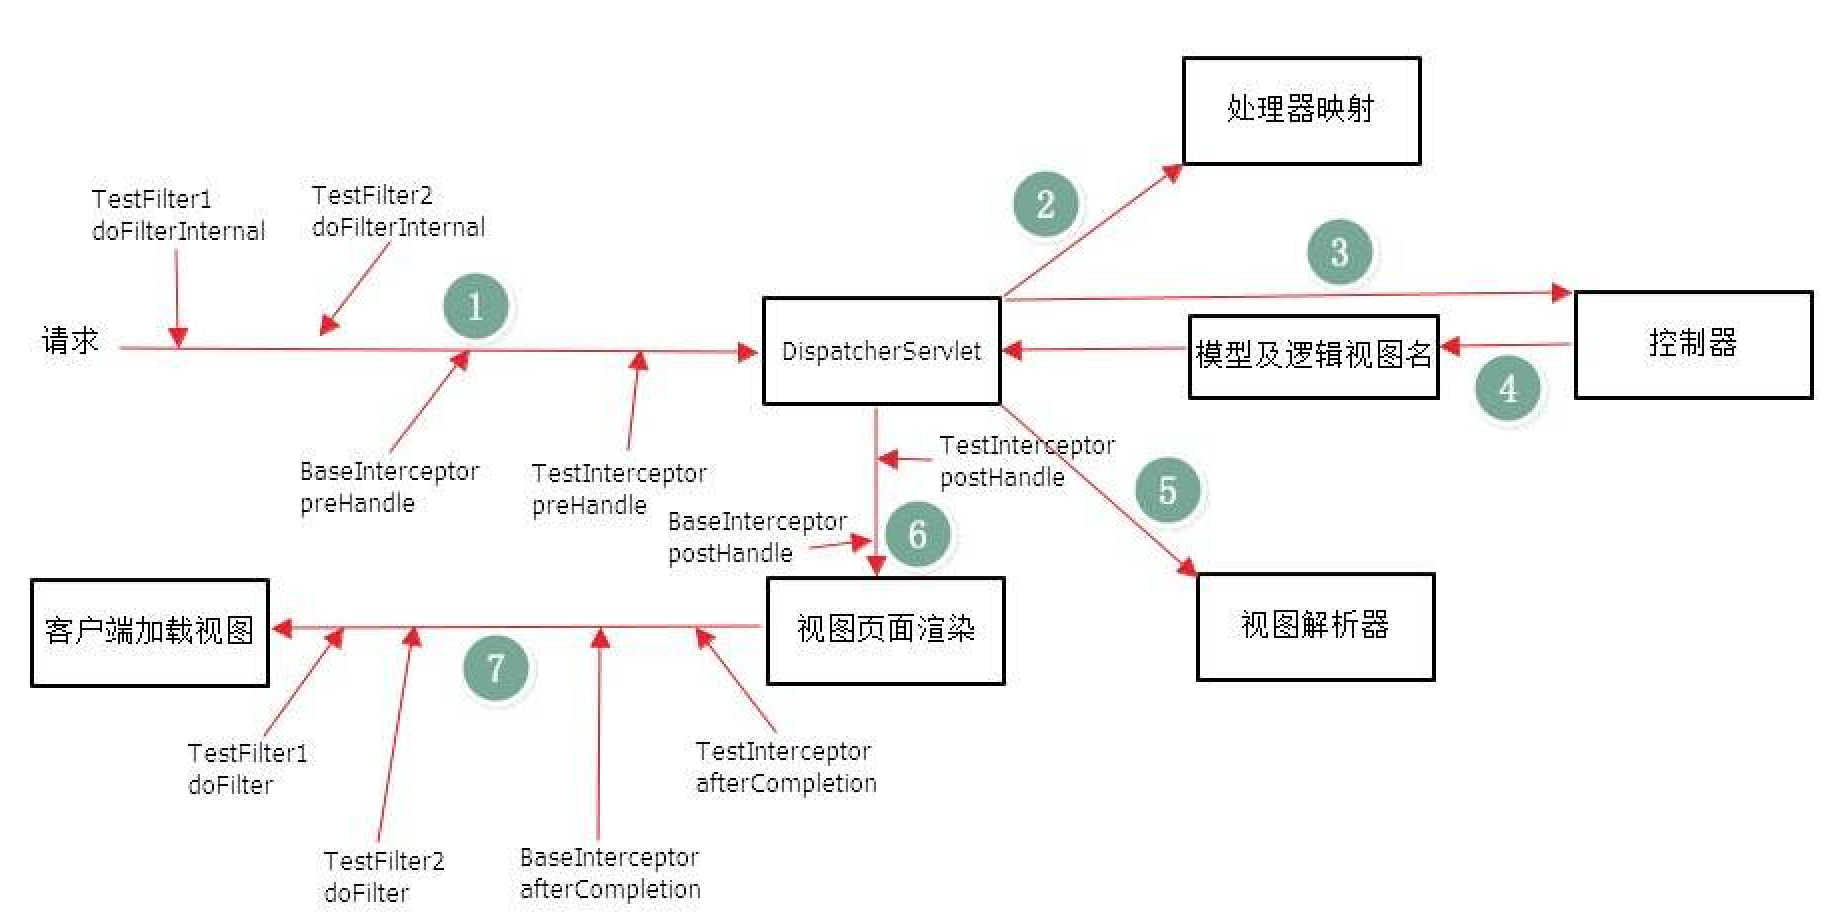 处理器映射
TestFilter1
doFilterInternal
TestFilter2
doFilterInternal
2
3
1
请求
DispatcherServlet
模型及逻辑视图名
控制器
4
BaseInterceptor
preHandle
TestInterceptor
preHandle
TestInterceptor
postHandle
5
BaseInterceptor
postHandle
6
客户端加载视图
视图页面渲染
视图解析器
7
TestFilter1
doFilter
TestInterceptor
afterCompletion
TestFilter2
doFilter
BaseInterceptor
afterCompletion